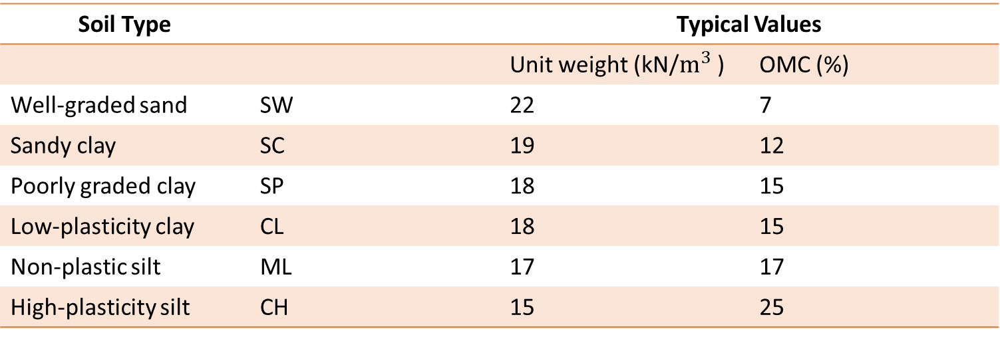 Soil Type Typical Values
Unit weight (kN/m³ ) OMC (%)
Well-graded sand SW 22 7
Sandy clay SC 19 12
Poorly graded clay SP 18 15
Low-plasticity clay CL 18 15
Non-plastic silt ML 17 17
High-plasticity silt CH 15 25